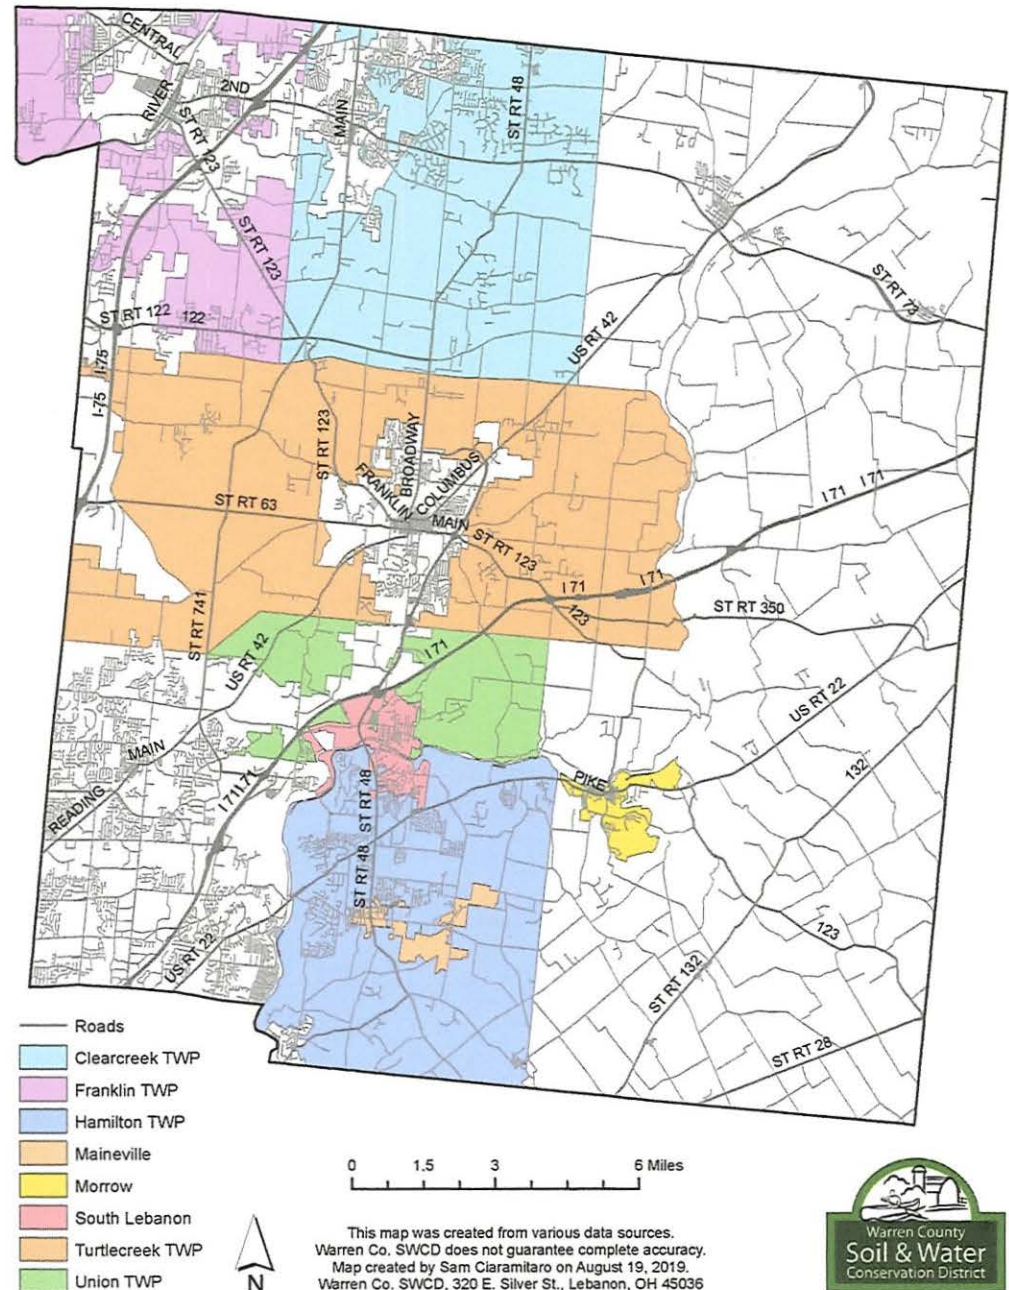 CENTRAL
RIVER
2ND
ST RT 123
MAIN
ST RT 48
ST RT 123
ST RT 122 122
I-75 I-75
US RT 42
ST RT 73
ST RT 123
BROADWAY
FRANKLIN
COLUMBUS
ST RT 63
MAIN
ST RT 123
I 71 I 71
I 71
I 71
123
ST RT 350
ST RT 741
US RT 42
I 71
US RT 22
MAIN
READING
I 71 I 71
PIKE
132
ST RT 48
ST RT 48
US RT 22
123
ST RT 132
ST RT 28
Roads
Clearcreek TWP
Franklin TWP
Hamilton TWP
Maineville
Morrow
South Lebanon
Turtlecreek TWP
Union TWP
0 1.5 3 6 Miles
N
This map was created from various data sources.
Warren Co. SWCD does not guarantee complete accuracy.
Map created by Sam Ciaramitaro on August 19, 2019.
Warren Co. SWCD, 320 E. Silver St., Lebanon, OH 45036
Warren County
Soil & Water
Conservation District